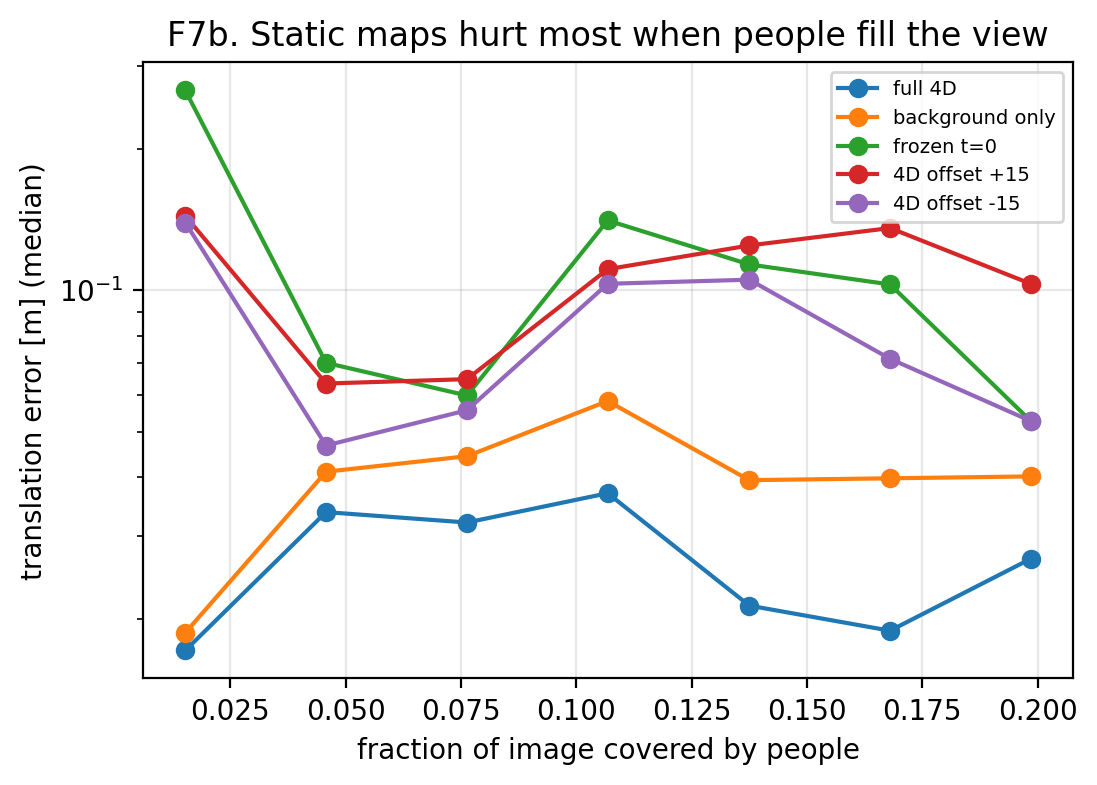 F7b. Static maps hurt most when people fill the view
translation error [m] (median)
10⁻¹
full 4D
background only
frozen t=0
4D offset +15
4D offset -15
0.025 0.050 0.075 0.100 0.125 0.150 0.175 0.200
fraction of image covered by people